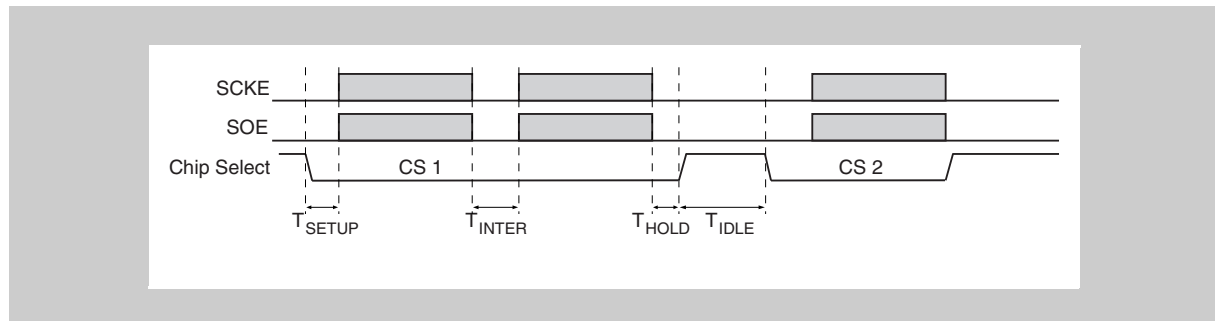 SCKE
SOE
Chip Select
CS 1
CS 2
TSETUP
TINTER
THOLD
TIDLE